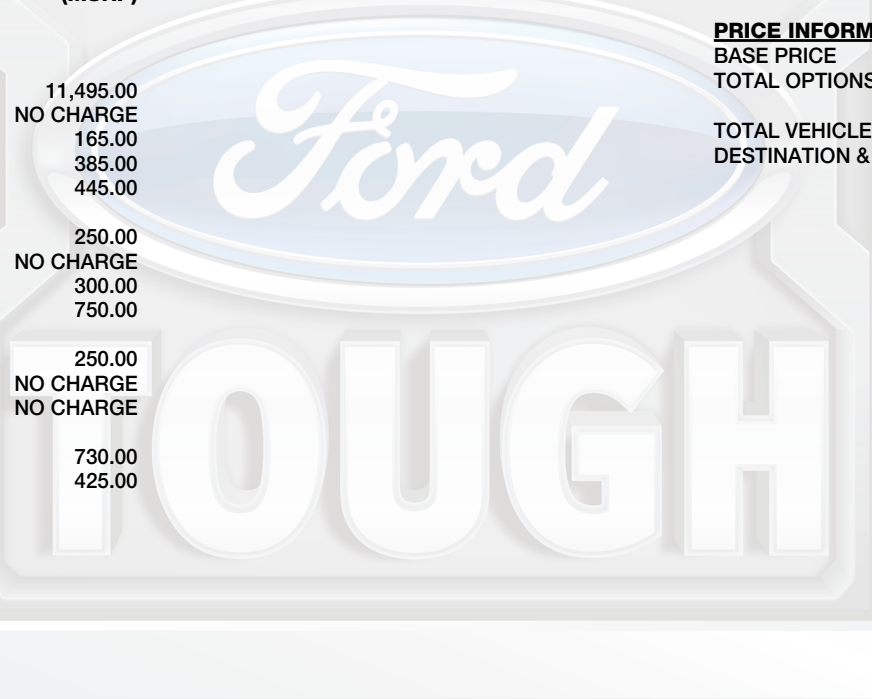 11,495.00
NO CHARGE
165.00
385.00
445.00
250.00
NO CHARGE
300.00
750.00
250.00
NO CHARGE
NO CHARGE
730.00
425.00
PRICE INFORM
BASE PRICE
TOTAL OPTIONS
TOTAL VEHICLE
DESTINATION &
Ford
TOUGH